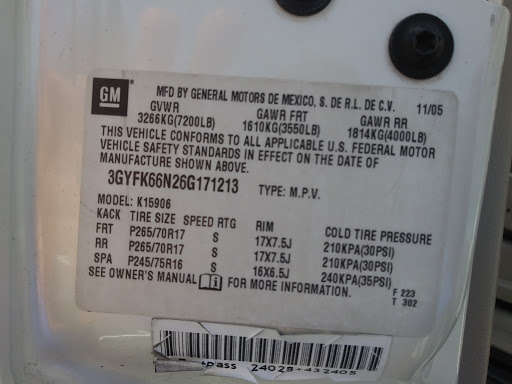 GM
MFD BY GENERAL MOTORS DE MEXICO, S. DE R.L. DE C.V. 11/05
GVWR GAWR FRT GAWR RR
3266KG(7200LB) 1610KG(3550LB) 1814KG(4000LB)
THIS VEHICLE CONFORMS TO ALL APPLICABLE U.S. FEDERAL MOTOR
VEHICLE SAFETY STANDARDS IN EFFECT ON THE DATE OF
MANUFACTURE SHOWN ABOVE.
3GYFK66N26G171213 TYPE: M.P.V.
MODEL: K15906
KACK TIRE SIZE SPEED RTG RIM COLD TIRE PRESSURE
FRT P265/70R17 S 17X7.5J 210KPA(30PSI)
RR P265/70R17 S 17X7.5J 210KPA(30PSI)
SPA P245/75R16 S 16X6.5J 240KPA(35PSI)
SEE OWNER'S MANUAL FOR MORE INFORMATION. F 223
T 302
pass 24028+432405